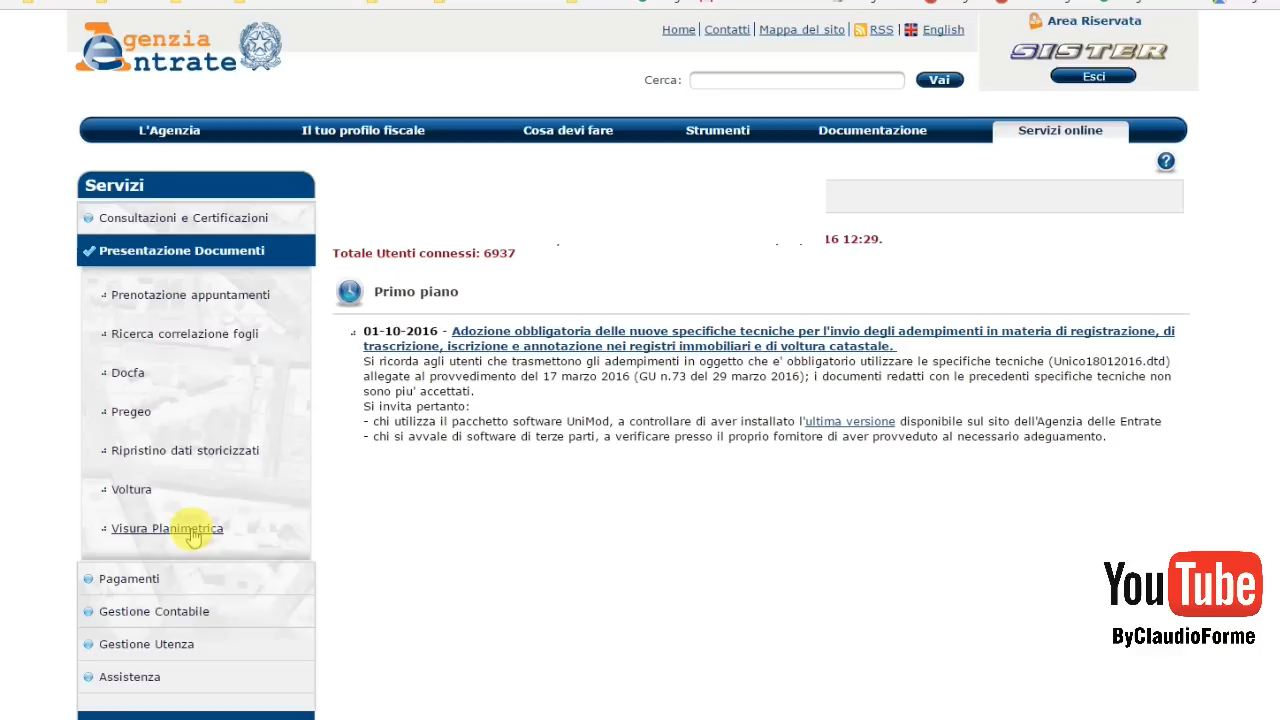 Agenzia
Entrate
Home | Contatti | Mappa del sito | RSS | English
Area Riservata
SISTER
Esci
Cerca:
Vai
L'Agenzia
Il tuo profilo fiscale
Cosa devi fare
Strumenti
Documentazione
Servizi online
?
Servizi
Consultazioni e Certificazioni
Presentazione Documenti
Prenotazione appuntamenti
Ricerca correlazione fogli
Docfa
Pregeo
Ripristino dati storicizzati
Voltura
Visura Planimetrica
Pagamenti
Gestione Contabile
Gestione Utenza
Assistenza
16 12:29.
Totale Utenti connessi: 6937
Primo piano
01-10-2016 - Adozione obbligatoria delle nuove specifiche tecniche per l'invio degli adempimenti in materia di registrazione, di
trascrizione, iscrizione e annotazione nei registri immobiliari e di voltura catastale.
Si ricorda agli utenti che trasmettono gli adempimenti in oggetto che e' obbligatorio utilizzare le specifiche tecniche (Unico18012016.dtd)
allegate al provvedimento del 17 marzo 2016 (GU n.73 del 29 marzo 2016); i documenti redatti con le precedenti specifiche tecniche non
sono piu' accettati.
Si invita pertanto:
- chi utilizza il pacchetto software UniMod, a controllare di aver installato l'ultima versione disponibile sul sito dell'Agenzia delle Entrate
- chi si avvale di software di terze parti, a verificare presso il proprio fornitore di aver provveduto al necessario adeguamento.
YouTube
ByClaudioForme